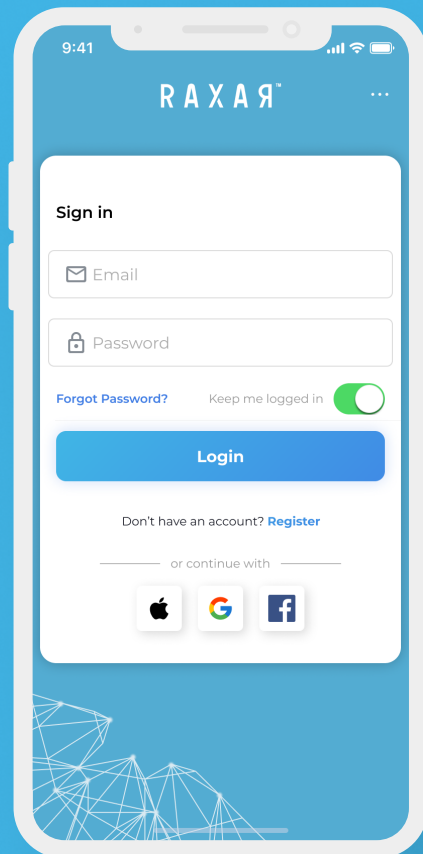 9:41
RAXAЯ™
...
Sign in
Email
Password
Forgot Password? Keep me logged in
Login
Don't have an account? Register
or continue with